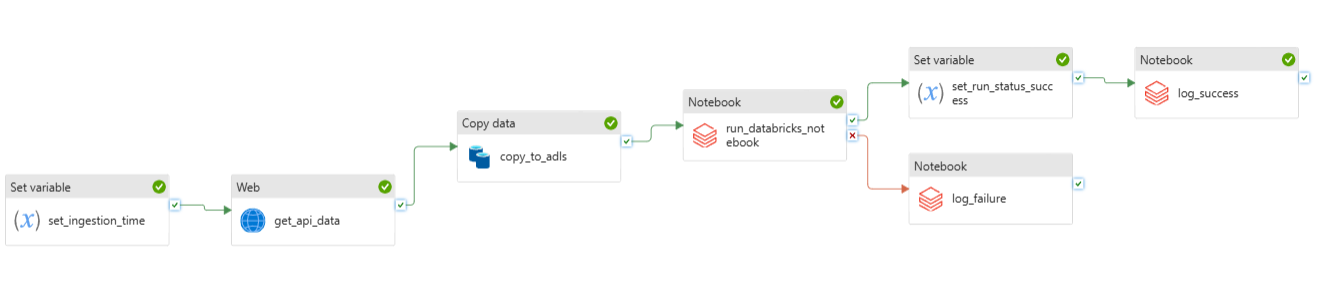 Set variable
(x) set_ingestion_time
Web
get_api_data
Copy data
copy_to_adls
Notebook
run_databricks_not
ebook
Set variable
(x) set_run_status_succ
ess
Notebook
log_success
Notebook
log_failure